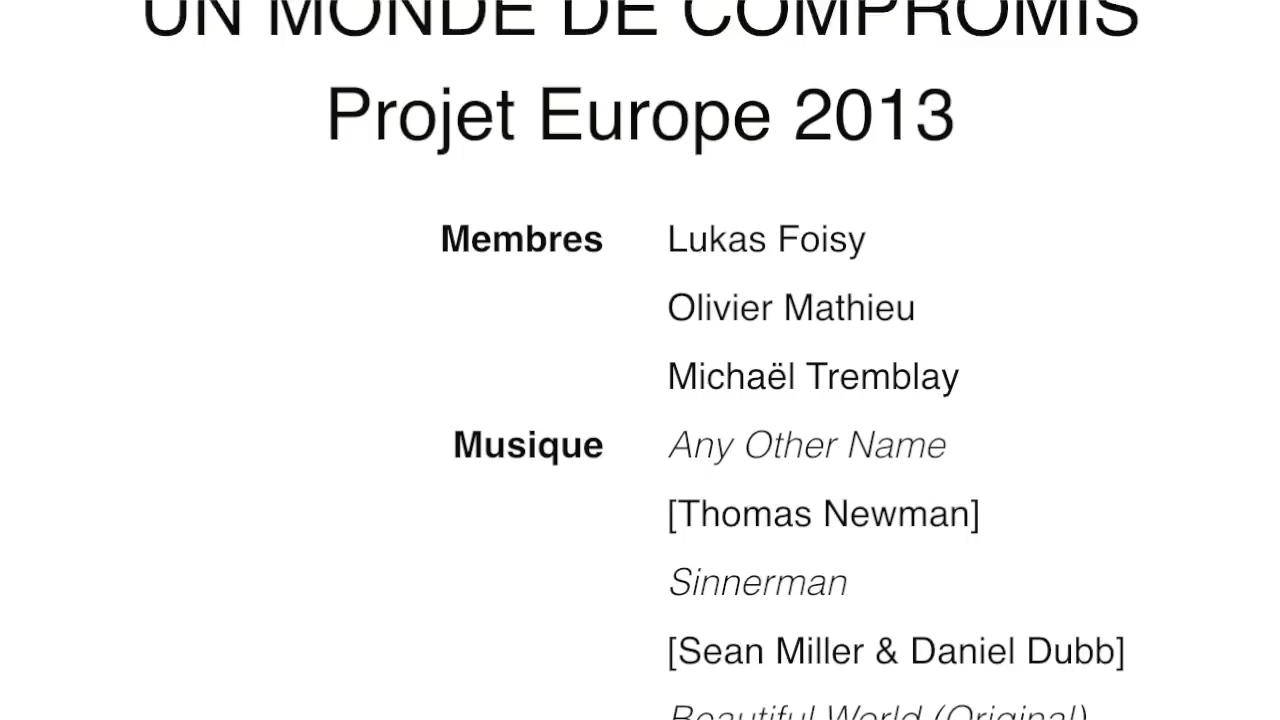 UN MONDE DE COMPROMIS
Projet Europe 2013
Membres Lukas Foisy
Olivier Mathieu
Michaël Tremblay
Musique Any Other Name
[Thomas Newman]
Sinnerman
[Sean Miller & Daniel Dubb]
Beautiful World (Original)